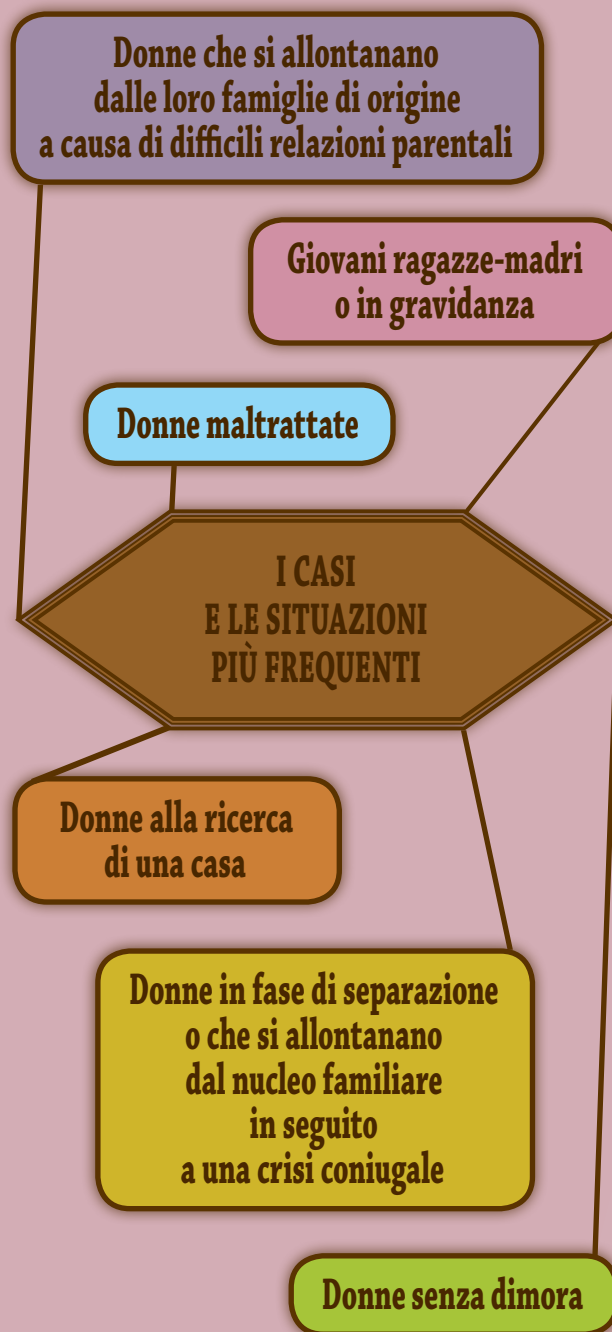 Donne che si allontanano
dalle loro famiglie di origine
a causa di difficili relazioni parentali
Giovani ragazze-madri
o in gravidanza
Donne maltrattate
I CASI
E LE SITUAZIONI
PIÙ FREQUENTI
Donne alla ricerca
di una casa
Donne in fase di separazione
o che si allontanano
dal nucleo familiare
in seguito
a una crisi coniugale
Donne senza dimora